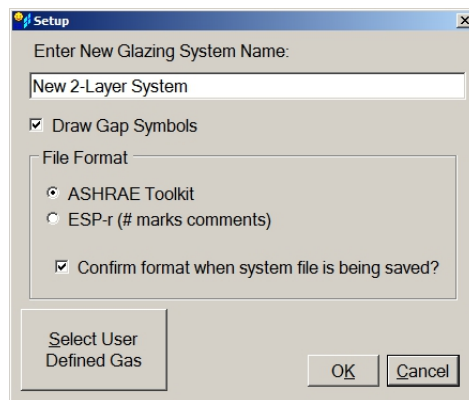 Setup
Enter New Glazing System Name:
New 2-Layer System
Draw Gap Symbols
File Format
ASHRAE Toolkit
ESP-r (# marks comments)
Confirm format when system file is being saved?
Select User
Defined Gas
OK
Cancel